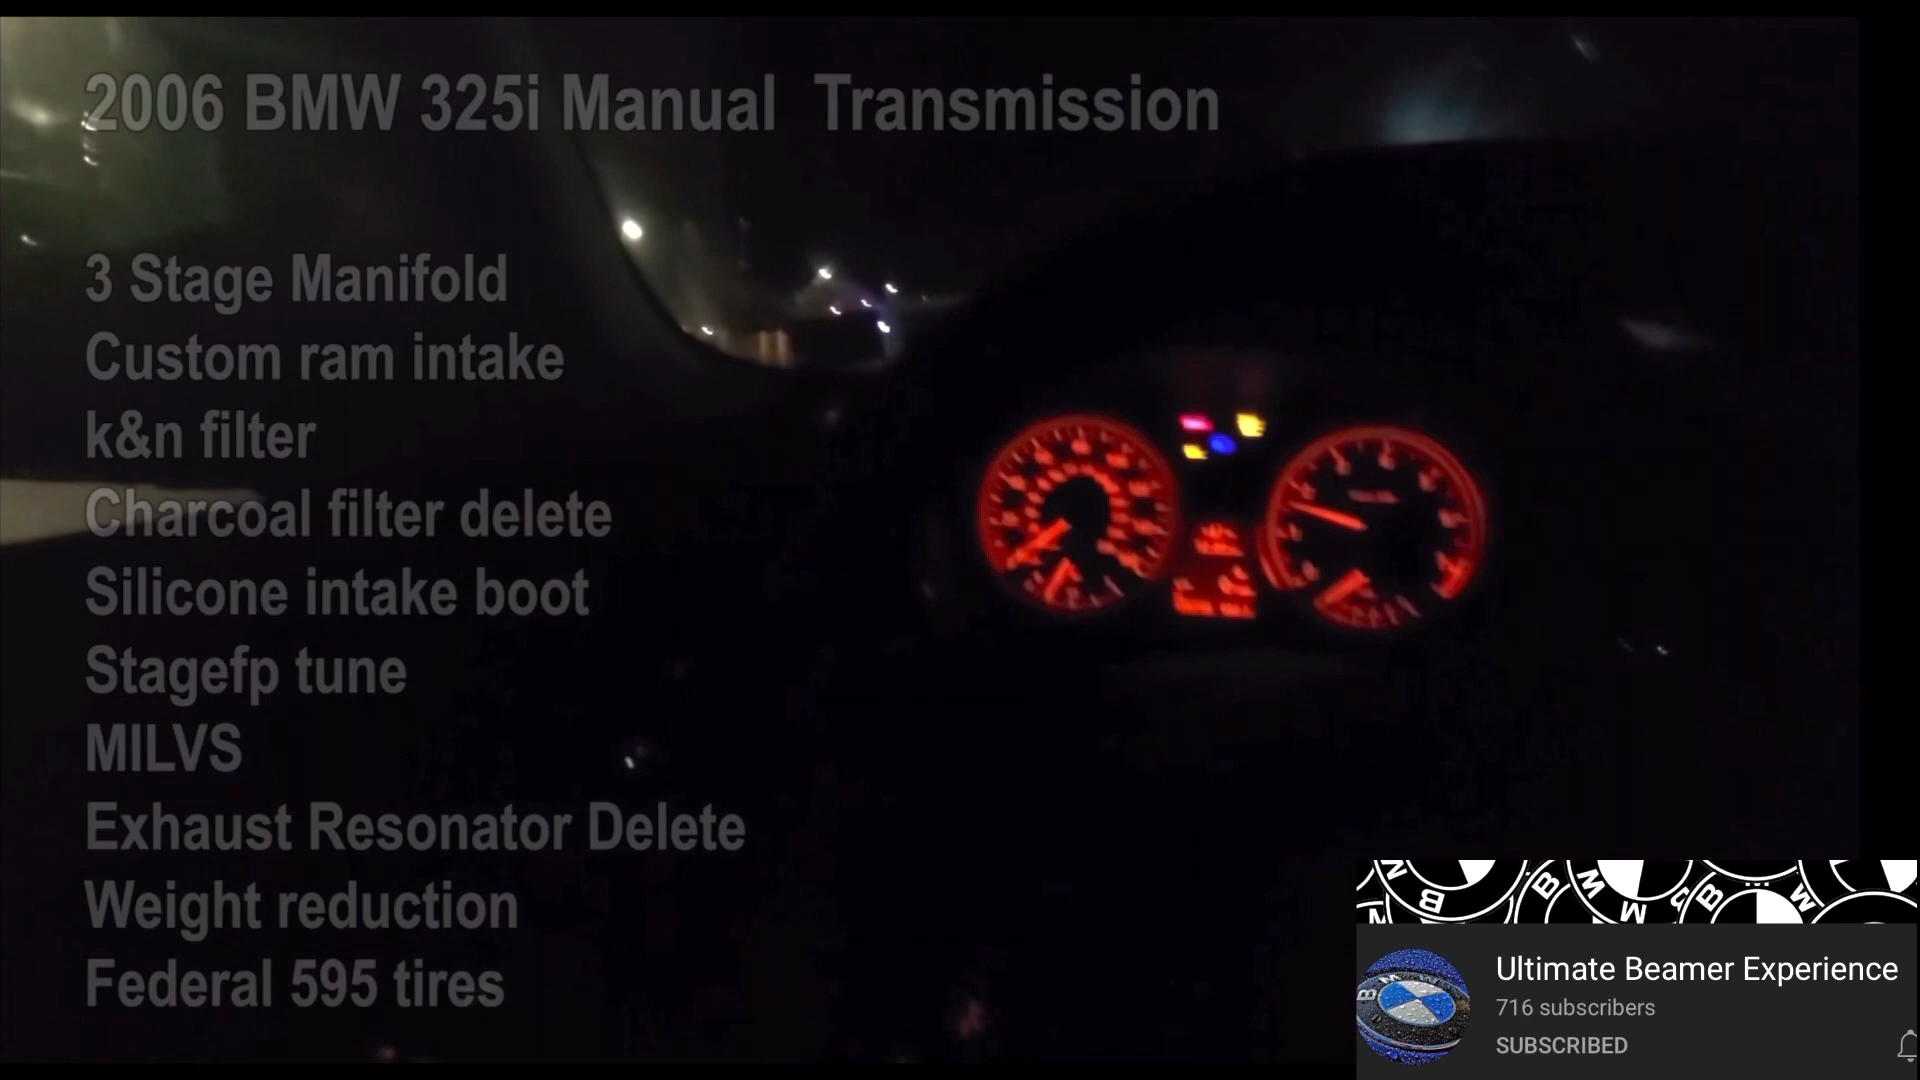 2006 BMW 325i Manual Transmission
3 Stage Manifold
Custom ram intake
k&n filter
Charcoal filter delete
Silicone intake boot
Stagefp tune
MILVS
Exhaust Resonator Delete
Weight reduction
Federal 595 tires
Ultimate Beamer Experience
716 subscribers
SUBSCRIBED